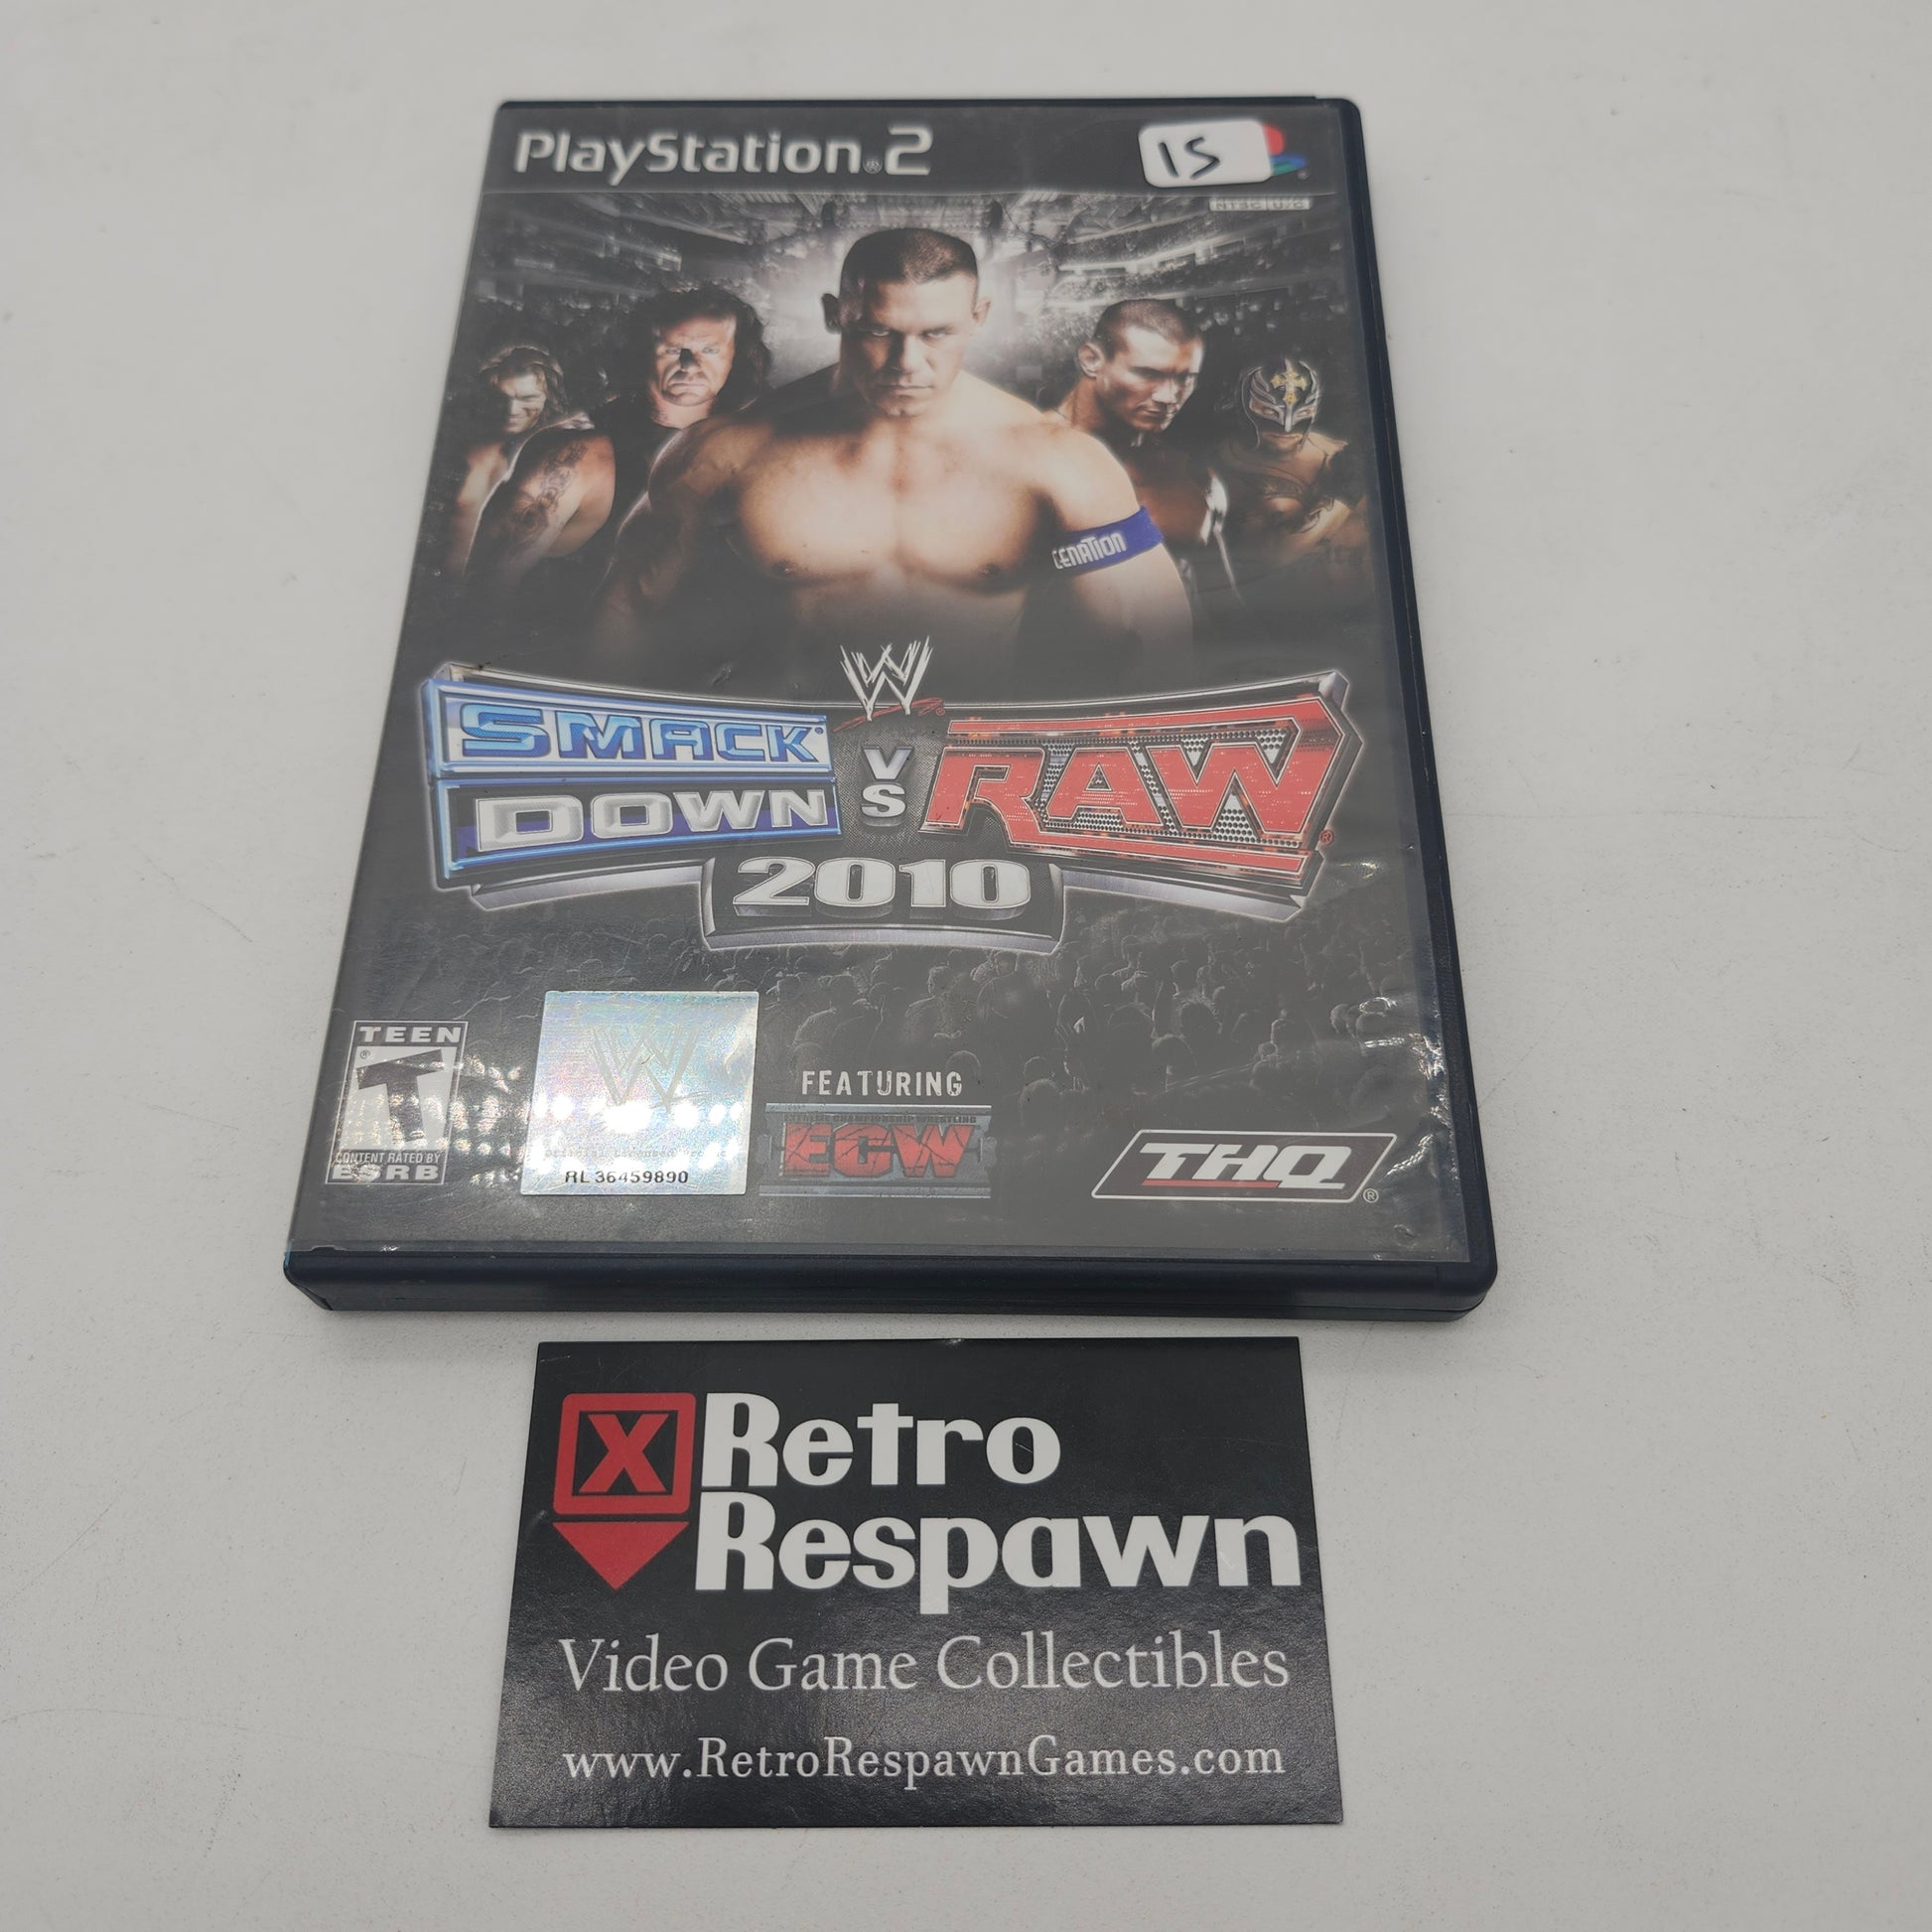 PlayStation®2
15
NTSC U/C
CENATION
W
SMACK
DOWN
VS
RAW
2010
TEEN
T
CONTENT RATED BY
ESRB
W
RL 36459890
FEATURING
ECW
THQ®
X
Retro
Respawn
Video Game Collectibles
www.RetroRespawnGames.com